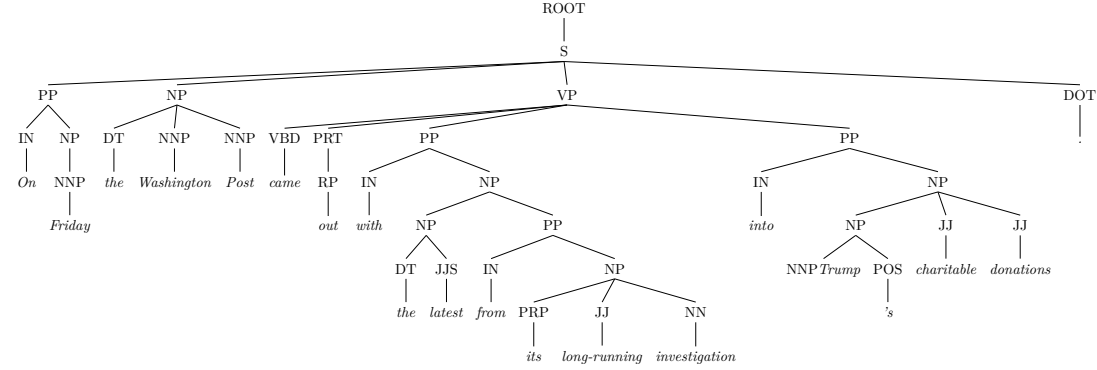 ROOT
S
PP NP VP DOT
IN NP DT NNP NNP VBD PRT PP PP .
On NNP the Washington Post came RP IN NP IN NP
Friday out with NP PP into NP JJ JJ
DT JJS IN NP NNP Trump POS charitable donations
the latest from PRP JJ NN 's
its long-running investigation